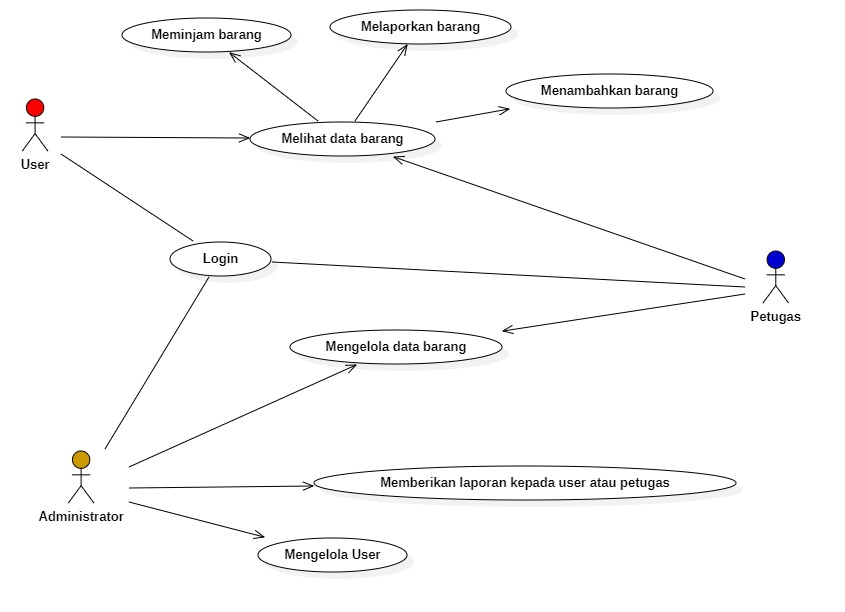 Meminjam barang
Melaporkan barang
Menambahkan barang
Melihat data barang
User
Login
Petugas
Mengelola data barang
Administrator
Memberikan laporan kepada user atau petugas
Mengelola User